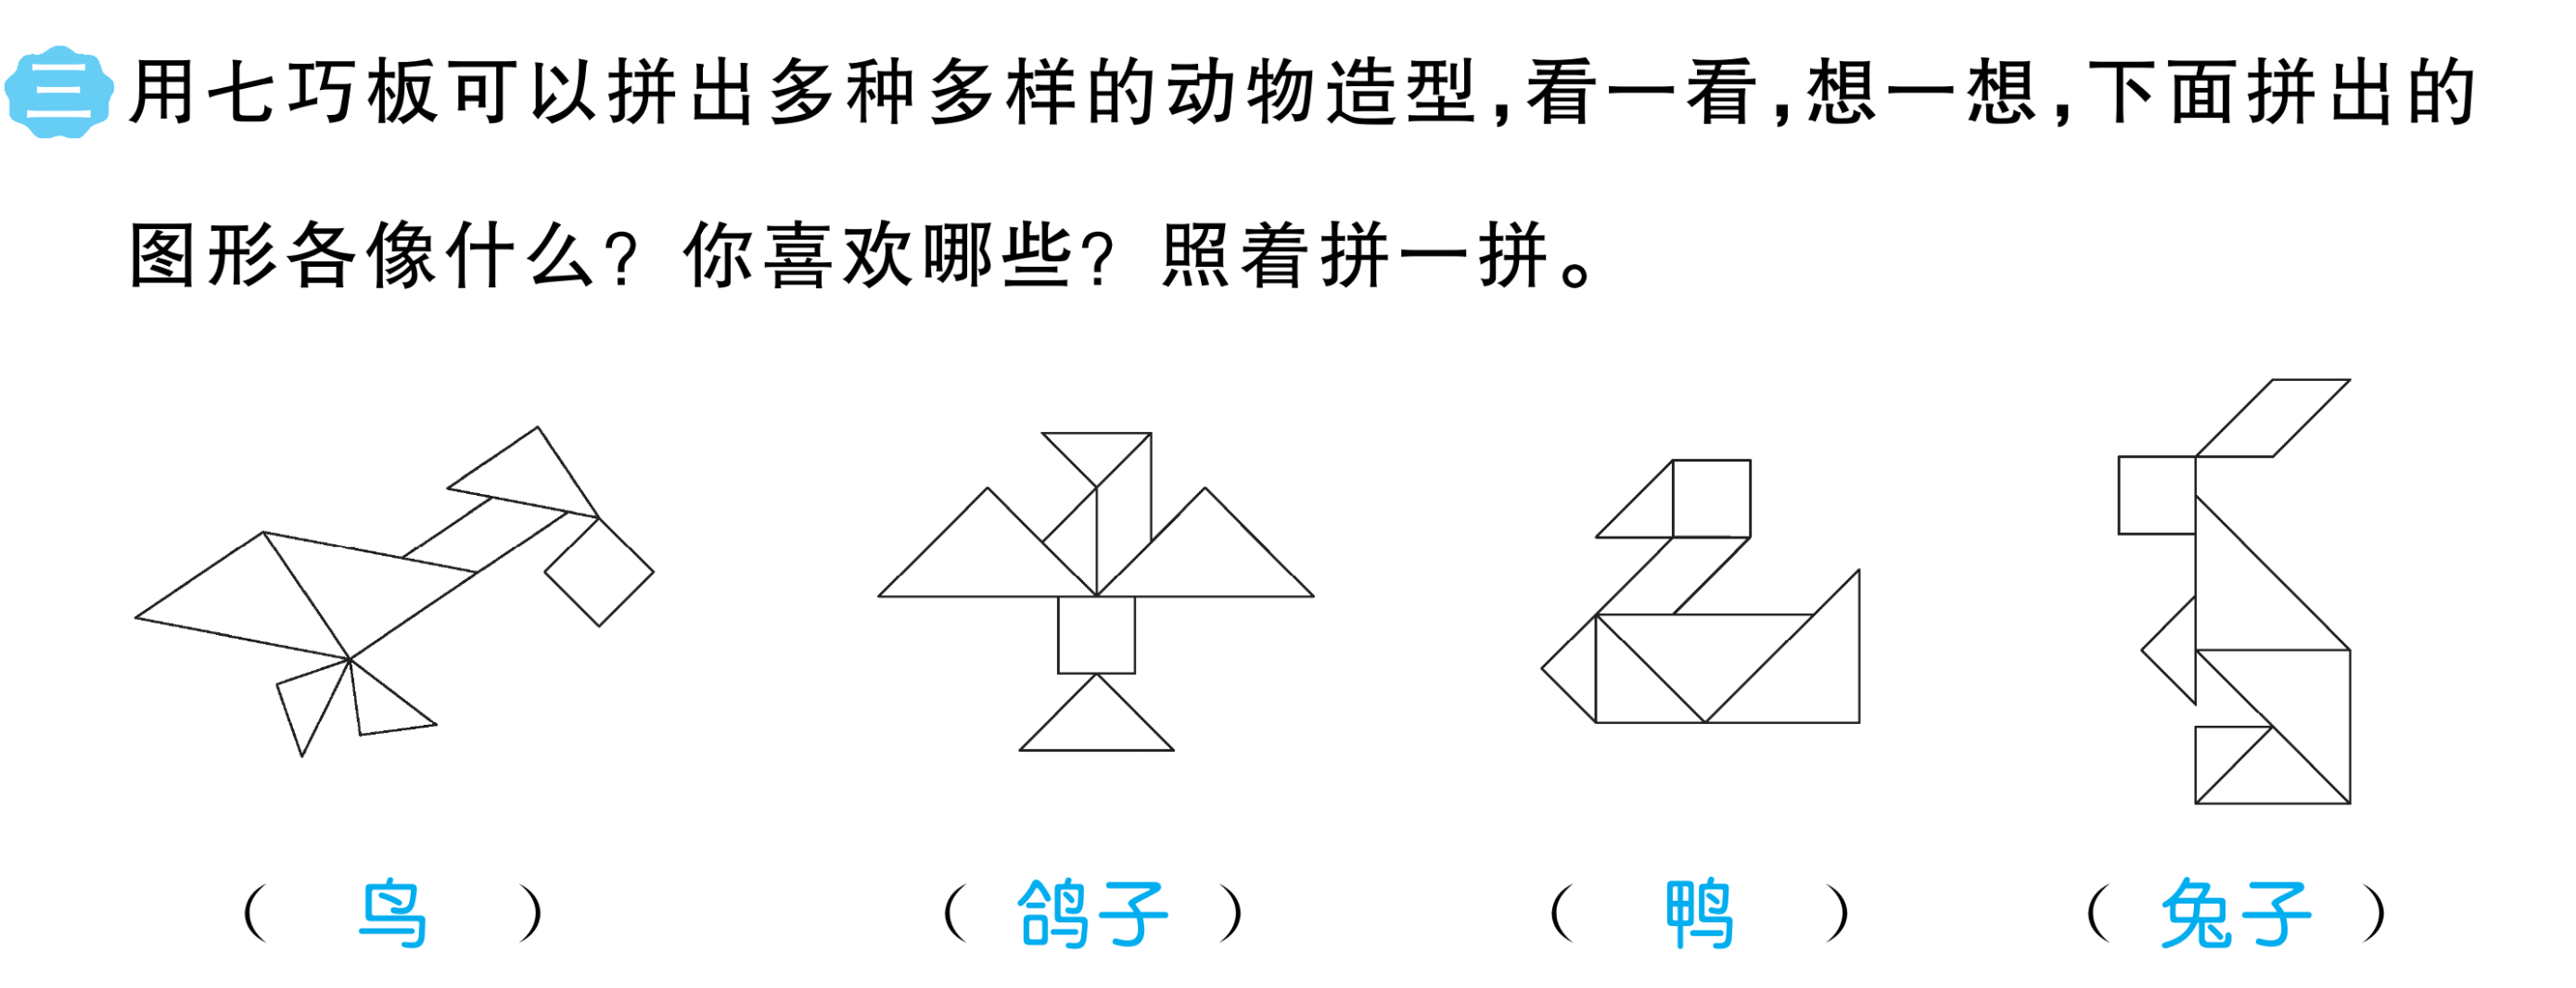 三 用七巧板可以拼出多种多样的动物造型,看一看,想一想,下面拼出的
图形各像什么? 你喜欢哪些? 照着拼一拼。
( 鸟 ) ( 鸽子 ) ( 鸭 ) ( 兔子 )